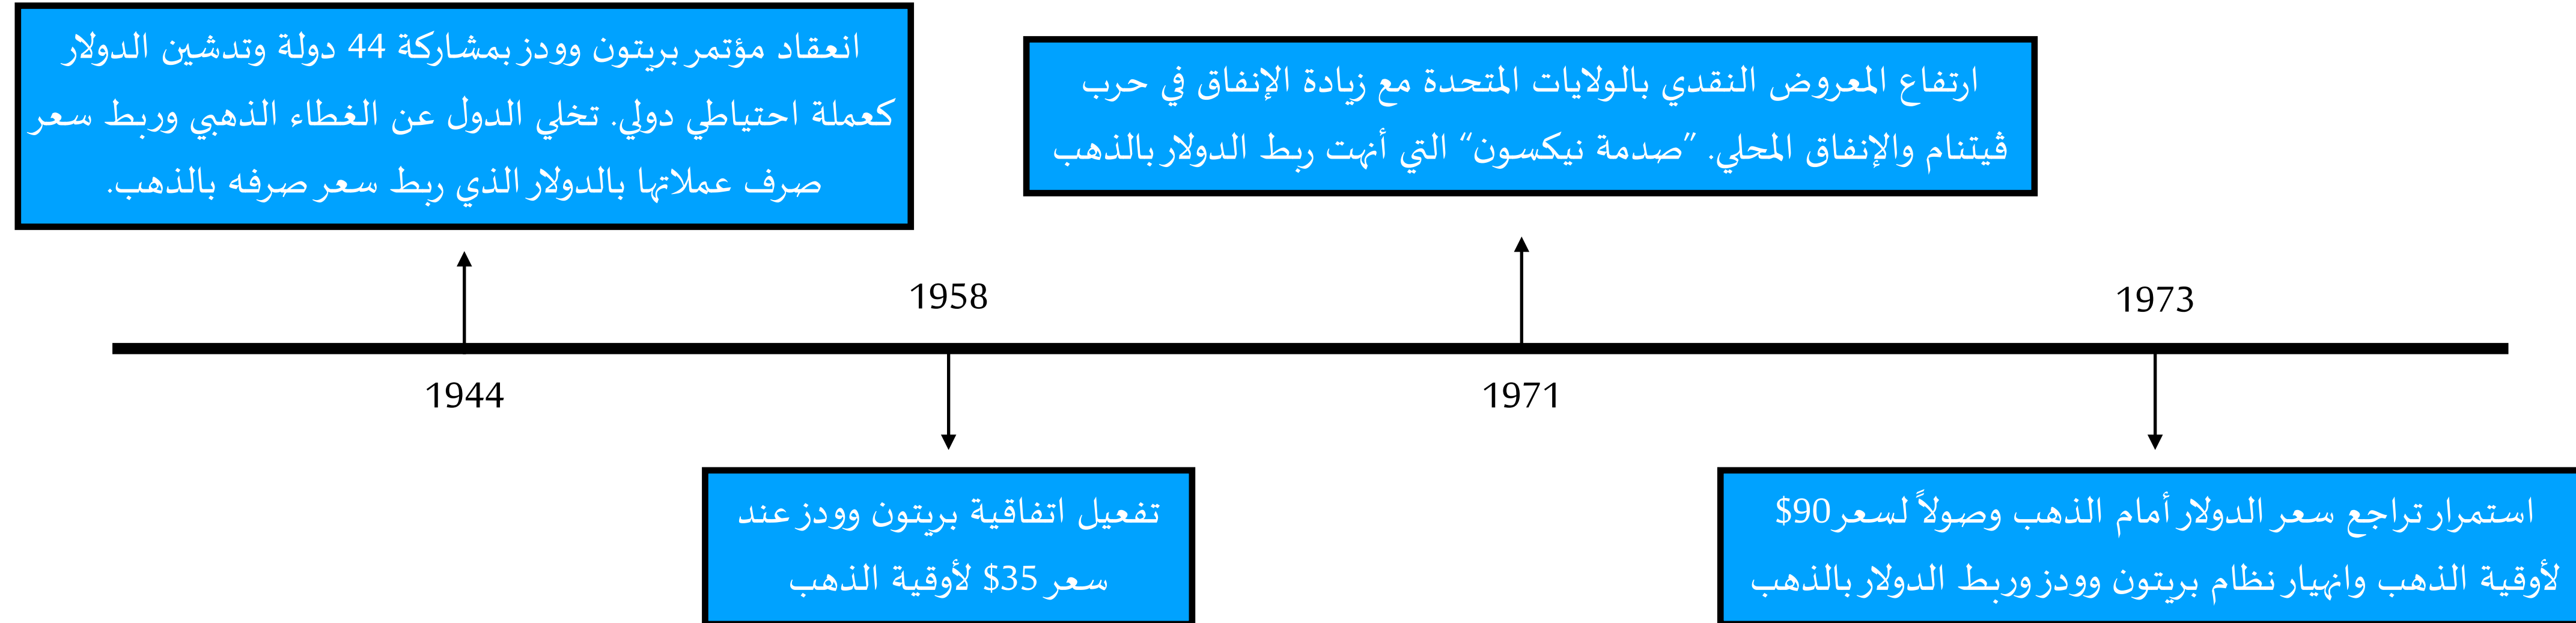 انعقاد مؤتمر بريتون وودز بمشاركة 44 دولة وتدشين الدولار
كعملة احتياطي دولي. تخلي الدول عن الغطاء الذهبي وربط سعر
صرف عملاتها بالدولار الذي ربط سعر صرفه بالذهب.
1944
1958
تفعيل اتفاقية بريتون وودز عند
سعر 35$ لأوقية الذهب
ارتفاع المعروض النقدي بالولايات المتحدة مع زيادة الإنفاق في حرب
ڤيتنام والإنفاق المحلي. ”صدمة نيكسون“ التي أنهت ربط الدولار بالذهب
1971
1973
استمرار تراجع سعر الدولار أمام الذهب وصولاً لسعر 90$
لأوقية الذهب وانهيار نظام بريتون وودز وربط الدولار بالذهب